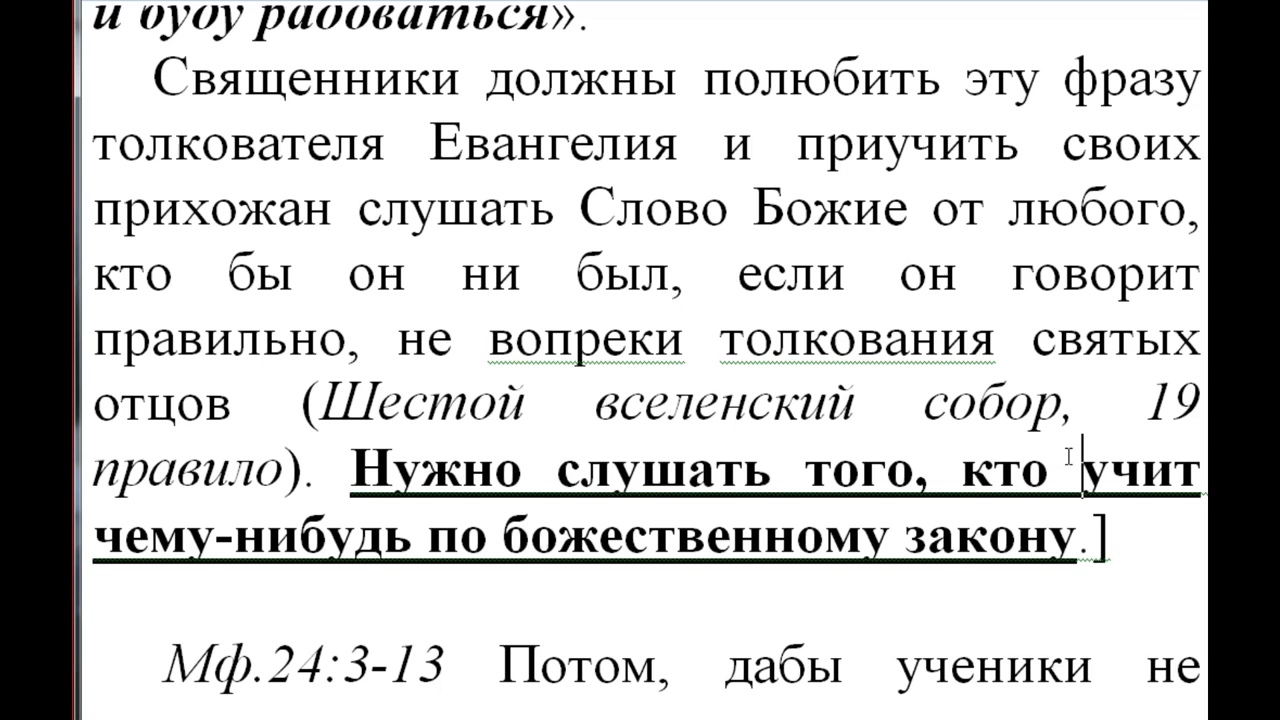 и буду радоваться».
Священники должны полюбить эту фразу
толкователя Евангелия и приучить своих
прихожан слушать Слово Божие от любого,
кто бы он ни был, если он говорит
правильно, не вопреки толкования святых
отцов (Шестой вселенский собор, 19
правило). Нужно слушать того, кто учит
чему-нибудь по божественному закону.]
Мф.24:3-13 Потом, дабы ученики не